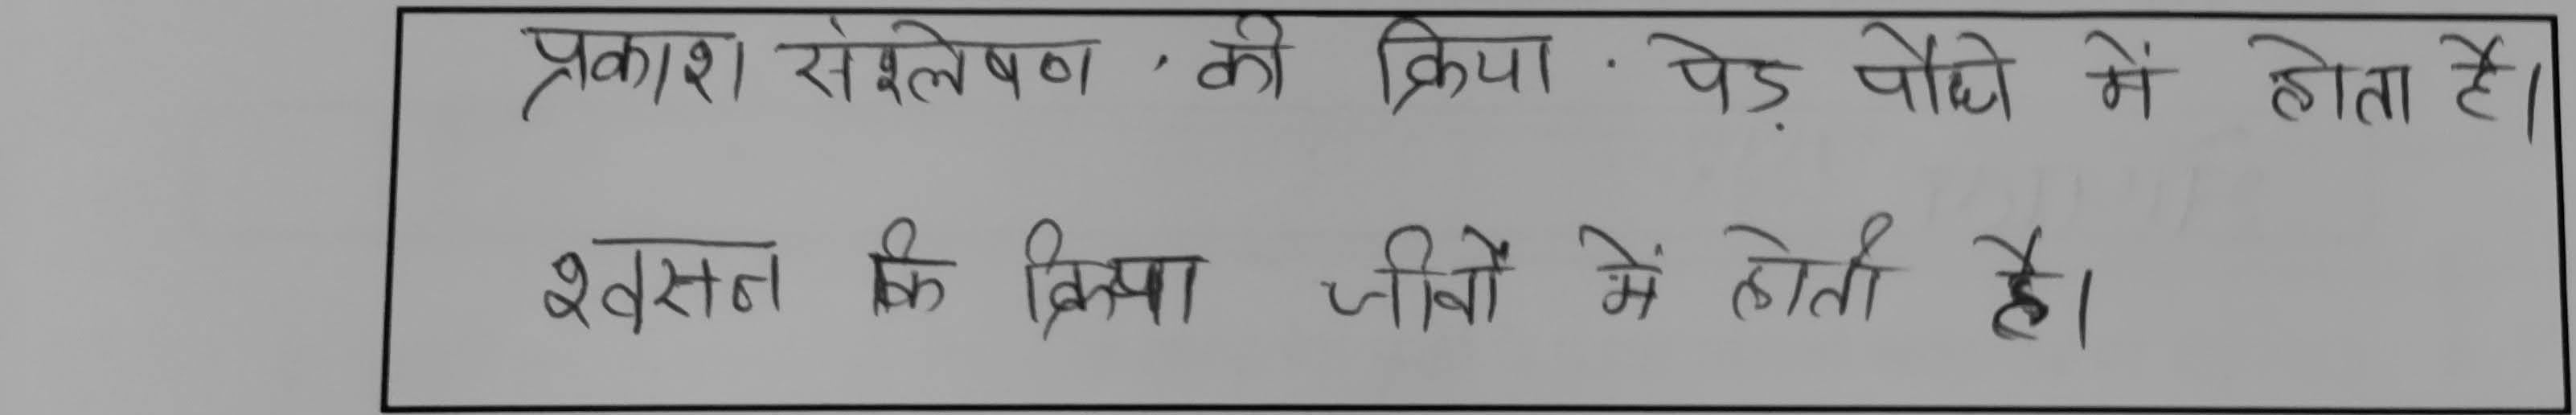 प्रकाश संश्लेषण की क्रिया पेड़ पौधो में होता है।
श्वसन कि क्रिया जीवों में होती है।